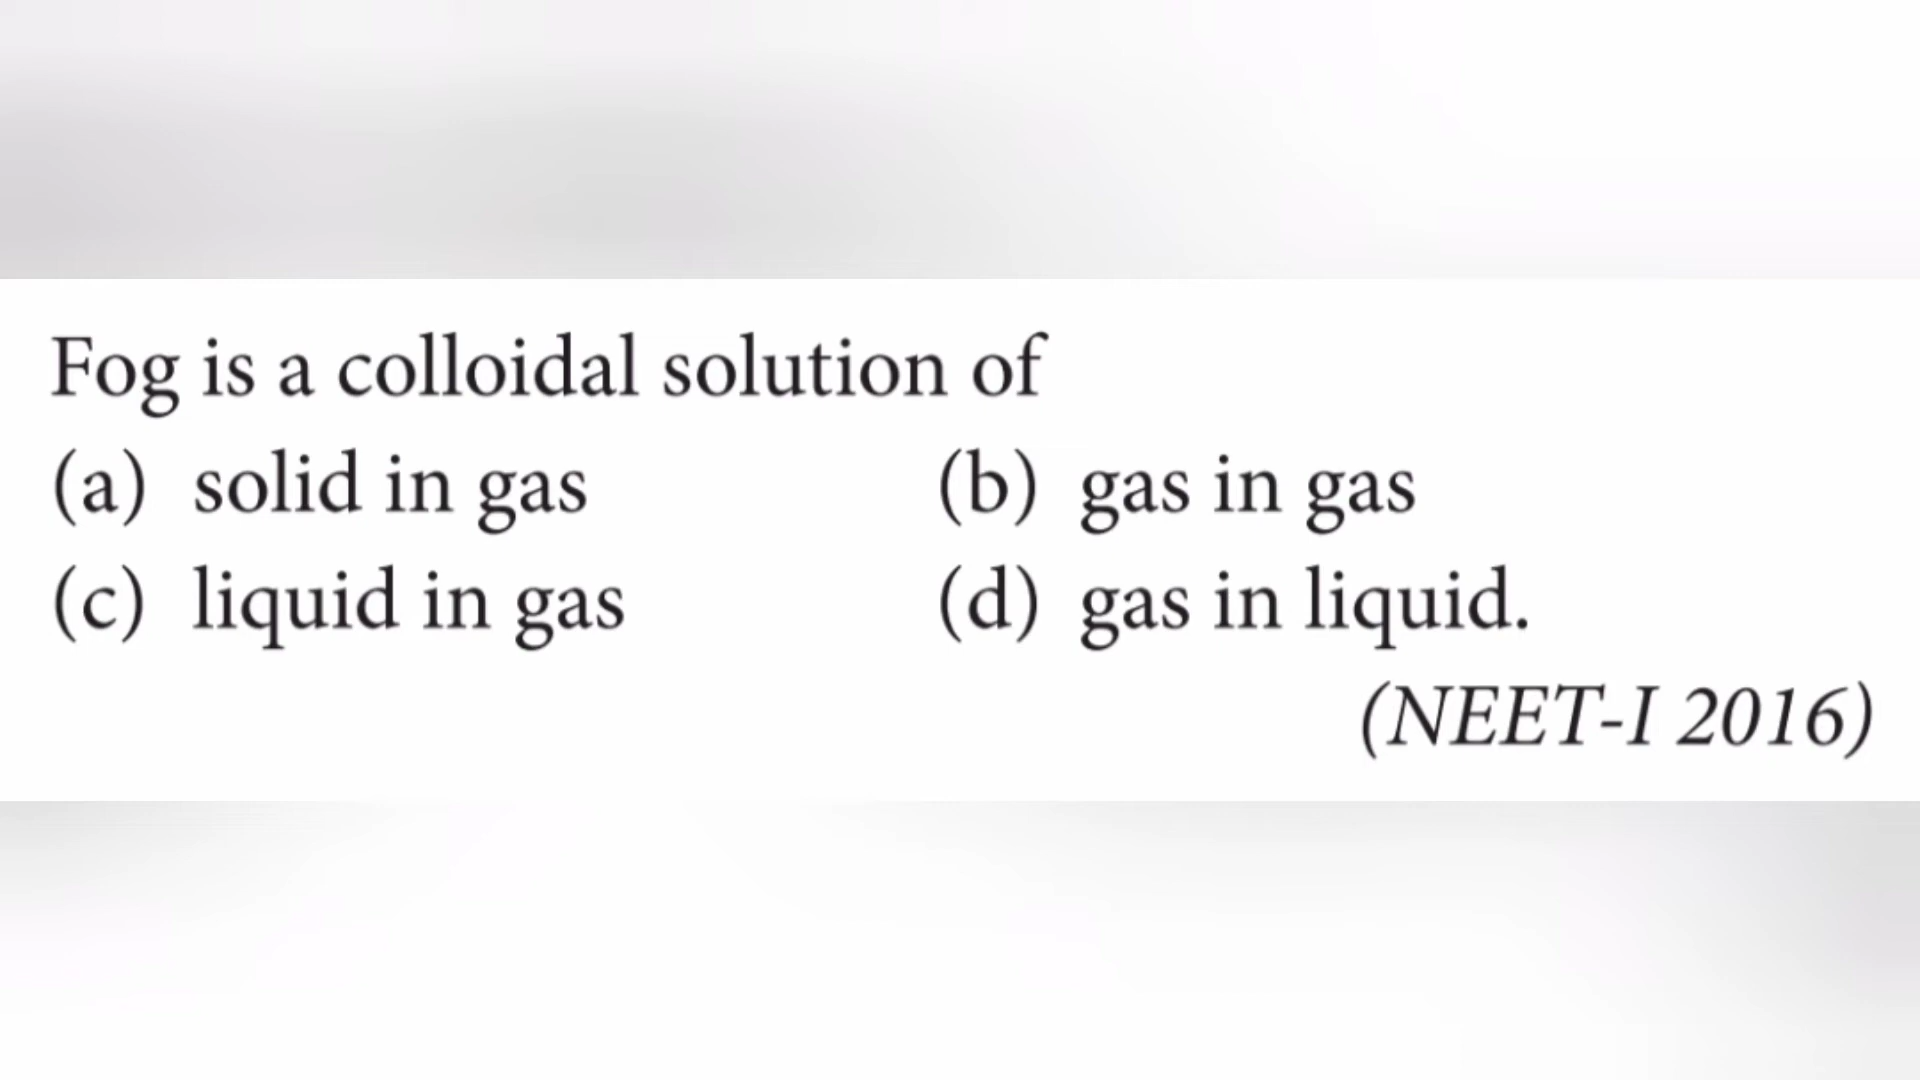 Fog is a colloidal solution of
(a) solid in gas (b) gas in gas
(c) liquid in gas (d) gas in liquid.
(NEET-I 2016)